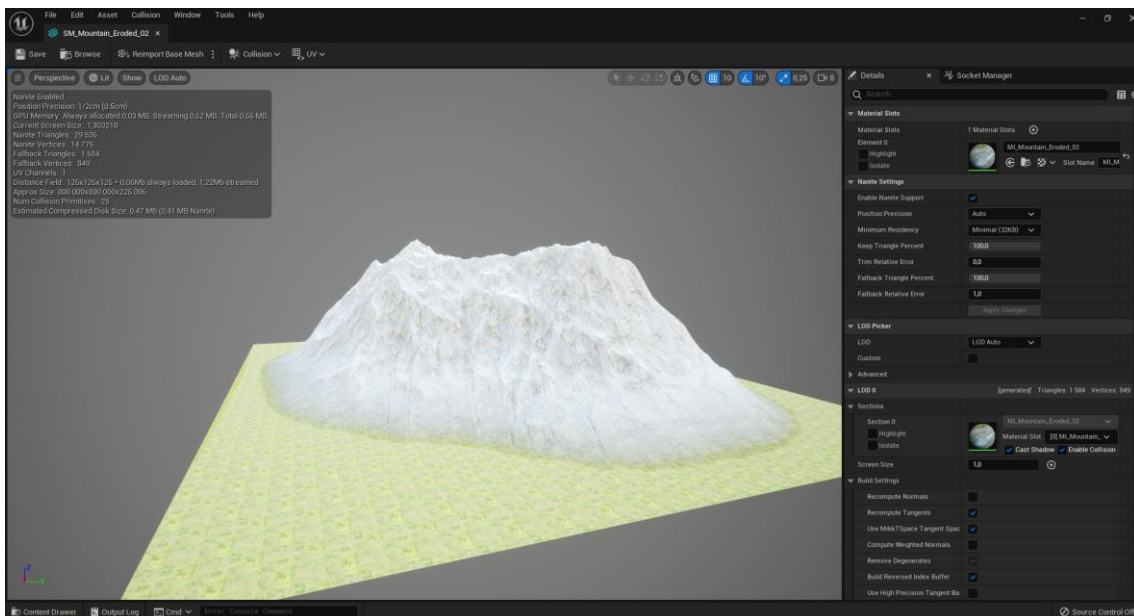 File Edit Asset Collision Window Tools Help
SM_Mountain_Eroded_02
Save Browse Reimport Base Mesh Collision UV
Perspective Lit Show LOD Auto 10 10° 0,25 8
Nanite Enabled
Position Precision: 1/2cm (0.5cm)
GPU Memory: Always allocated 0,03 MB. Streaming 0,62 MB. Total 0,66 MB.
Current Screen Size: 1,303210
Nanite Triangles: 29 536
Nanite Vertices: 14 775
Fallback Triangles: 1 584
Fallback Vertices: 849
UV Channels: 1
Distance Field: 126x126x126 = 0,06Mb always loaded, 1,22Mb streamed
Approx Size: 800 000x800 000x226 086
Num Collision Primitives: 25
Estimated Compressed Disk Size: 0,47 MB (0,41 MB Nanite)
Z
Y
Details Socket Manager
Search
Material Slots
Material Slots 1 Material Slots
Element 0 MI_Mountain_Eroded_02
Highlight
Isolate Slot Name MI_M
Nanite Settings
Enable Nanite Support
Position Precision Auto
Minimum Residency Minimal (32KB)
Keep Triangle Percent 100,0
Trim Relative Error 0,0
Fallback Triangle Percent 100,0
Fallback Relative Error 1,0
Apply Changes
LOD Picker
LOD LOD Auto
Custom
Advanced
LOD 0 [generated] Triangles: 1 584 Vertices: 849
Sections
Section 0 MI_Mountain_Eroded_02
Highlight Material Slot [0] MI_Mountain_
Isolate Cast Shadow Enable Collision
Screen Size 1,0
Build Settings
Recompute Normals
Recompute Tangents
Use MikkTSpace Tangent Spac
Compute Weighted Normals
Remove Degenerates
Build Reversed Index Buffer
Use High Precision Tangent Ba
Content Drawer Output Log Cmd Enter Console Command Source Control Off